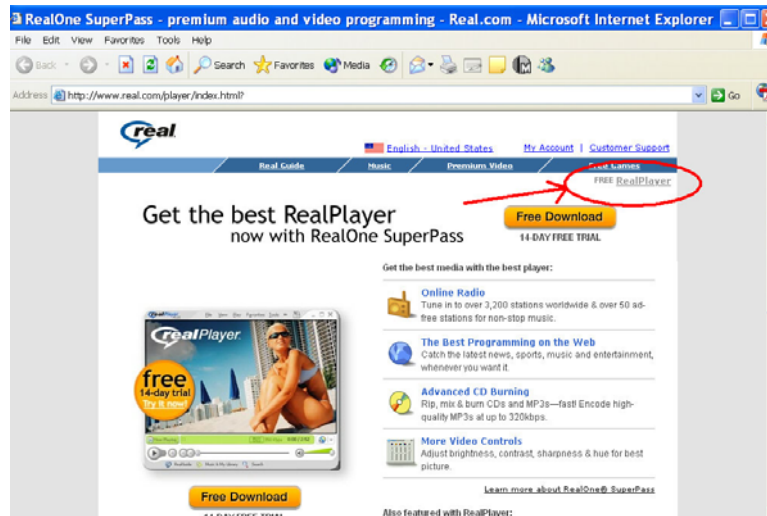 RealOne SuperPass - premium audio and video programming - Real.com - Microsoft Internet Explorer
File Edit View Favorites Tools Help
Back Search Favorites Media
Address http://www.real.com/player/index.html? Go
real
English - United States My Account | Customer Support
Real Guide Music Premium Video Free Games
FREE RealPlayer
Get the best RealPlayer
now with RealOne SuperPass
Free Download
14-DAY FREE TRIAL
Get the best media with the best player:
Online Radio
Tune in to over 3,200 stations worldwide & over 50 ad-
free stations for non-stop music.
The Best Programming on the Web
Catch the latest news, sports, music and entertainment,
whenever you want it.
Advanced CD Burning
Rip, mix & burn CDs and MP3s—fast! Encode high-
quality MP3s at up to 320kbps.
More Video Controls
Adjust brightness, contrast, sharpness & hue for best
picture.
Learn more about RealOne® SuperPass
Also featured with RealPlayer:
realPlayer
free
14-day trial
Try it now!
Now Playing
Free Download
14-DAY FREE TRIAL